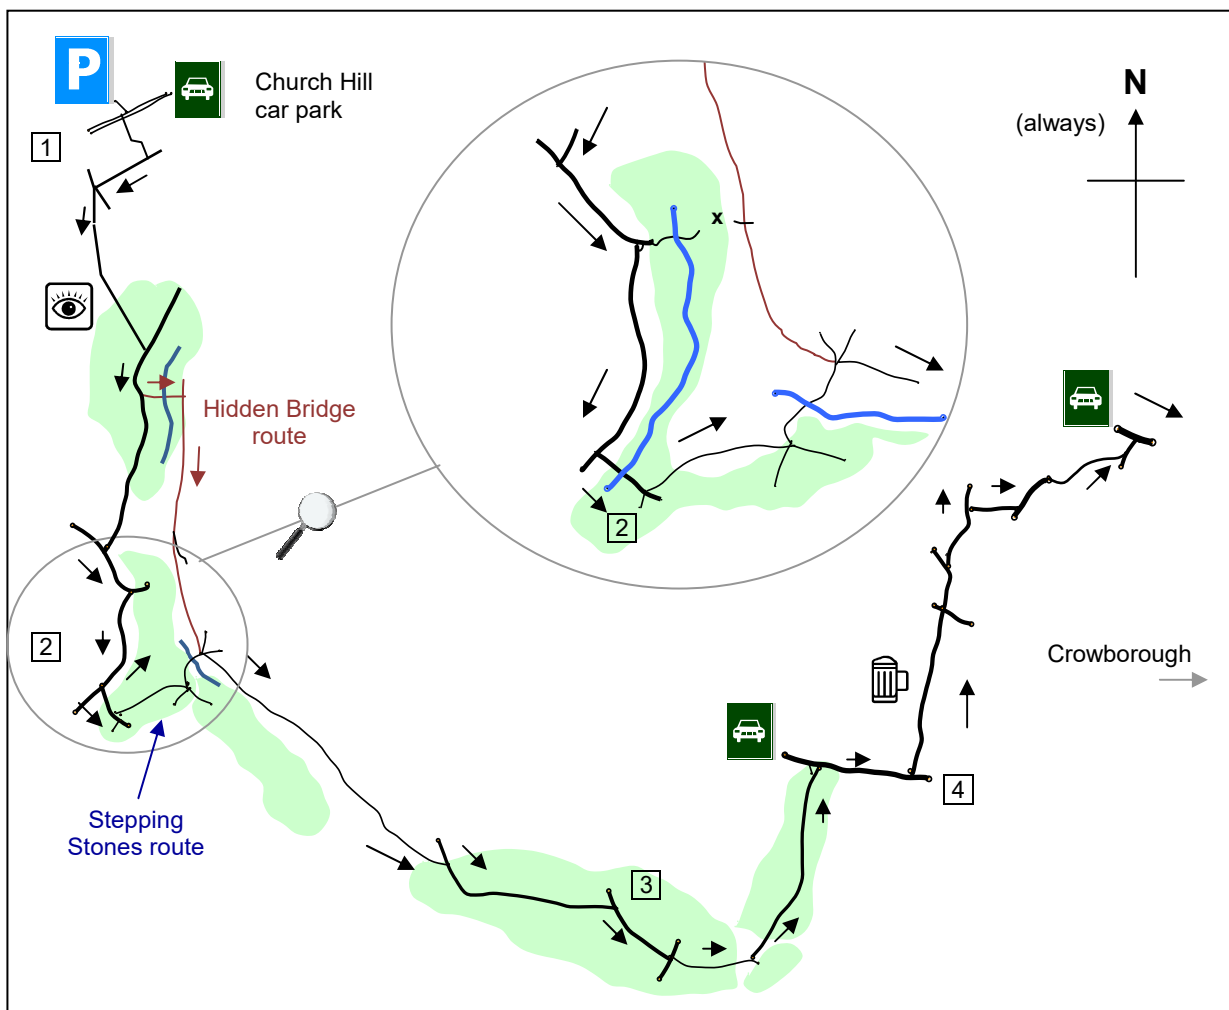 P
Church Hill
car park
N
(always)
1
x
Hidden Bridge
route
2
2
Crowborough
4
Stepping
Stones route
3